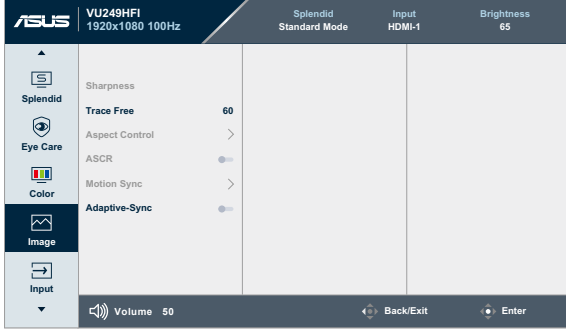 ASUS
VU249HFI
1920x1080 100Hz
Splendid
Standard Mode
Input
HDMI-1
Brightness
65
Splendid
Eye Care
Color
Image
Input
Sharpness
Trace Free 60
Aspect Control
ASCR
Motion Sync
Adaptive-Sync
Volume 50
Back/Exit
Enter